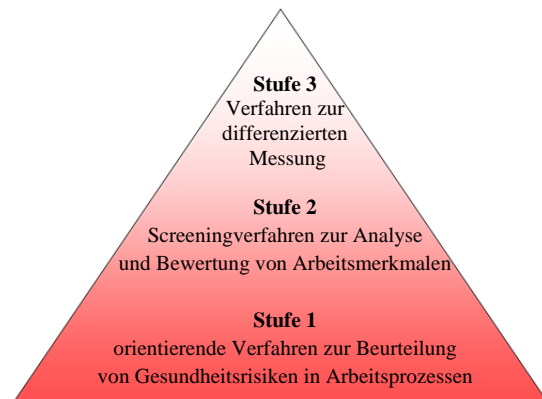 Stufe 3
Verfahren zur
differenzierten
Messung
Stufe 2
Screeningverfahren zur Analyse
und Bewertung von Arbeitsmerkmalen
Stufe 1
orientierende Verfahren zur Beurteilung
von Gesundheitsrisiken in Arbeitsprozessen